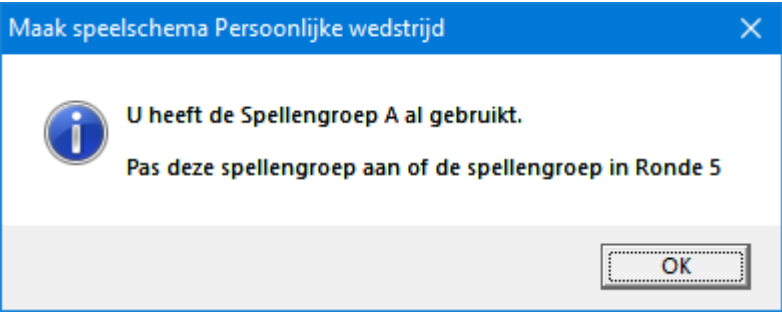 Maak speelschema Persoonlijke wedstrijd
U heeft de Spellengroep A al gebruikt.
Pas deze spellengroep aan of de spellengroep in Ronde 5
OK